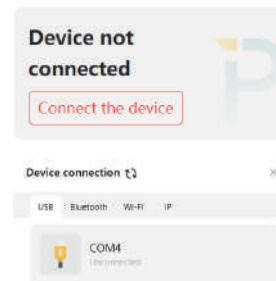 Device not
connected
Connect the device
Device connection
USB Bluetooth Wi-Fi IP
COM4
Unconnected